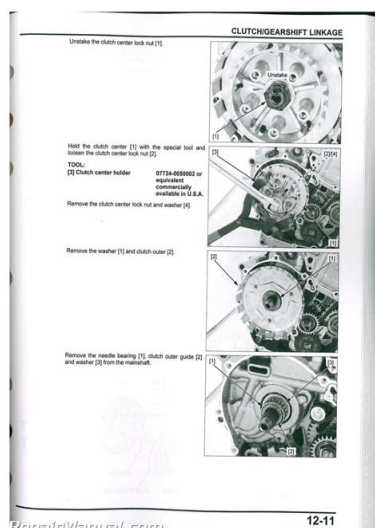 CLUTCH/GEARSHIFT LINKAGE
Unstake the clutch center lock nut [1].
Unstake
[1]
Hold the clutch center [1] with the special tool and
loosen the clutch center lock nut [2].
TOOL:
[3] Clutch center holder 07724-0050002 or
equivalent
commercially
available in U.S.A.
Remove the clutch center lock nut and washer [4].
[3]
[2]/[4]
[1]
Remove the washer [1] and clutch outer [2].
[2]
[1]
Remove the needle bearing [1], clutch outer guide [2]
and washer [3] from the mainshaft.
[1]
[3]
[2]
12-11
RepairManual.com